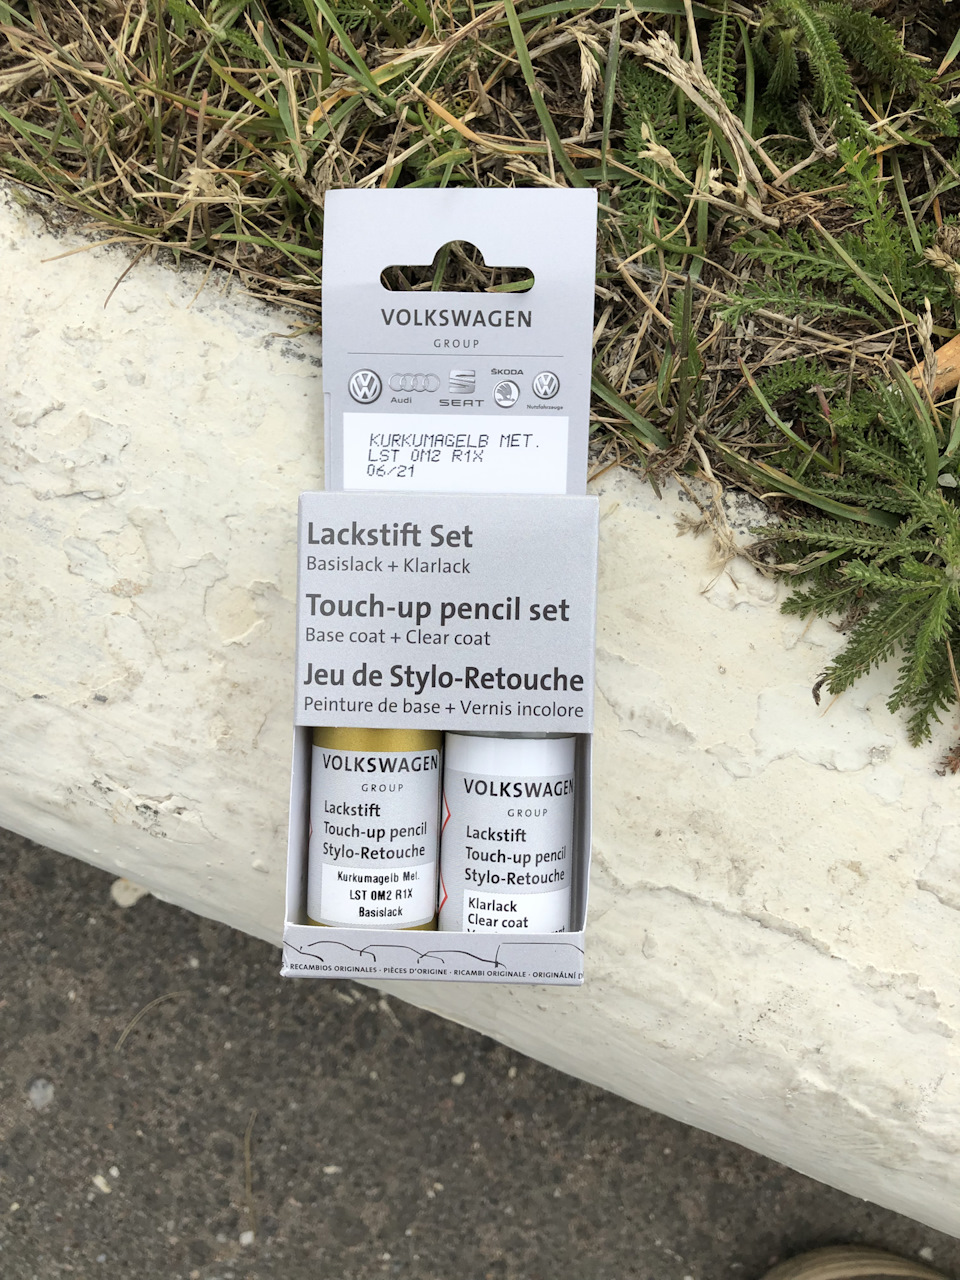 VOLKSWAGEN
GROUP
Audi
SEAT
ŠKODA
Nutzfahrzeuge
KURKUMAGELB MET.
LST 0M2 R1X
06/21
Lackstift Set
Basislack + Klarlack
Touch-up pencil set
Base coat + Clear coat
Jeu de Stylo-Retouche
Peinture de base + Vernis incolore
VOLKSWAGEN
GROUP
Lackstift
Touch-up pencil
Stylo-Retouche
Kurkumagelb Met.
LST 0M2 R1X
Basislack
VOLKSWAGEN
GROUP
Lackstift
Touch-up pencil
Stylo-Retouche
Klarlack
Clear coat
RECAMBIOS ORIGINALES · PIÈCES D'ORIGINE · RICAMBI ORIGINALE · ORIGINÁLNÍ